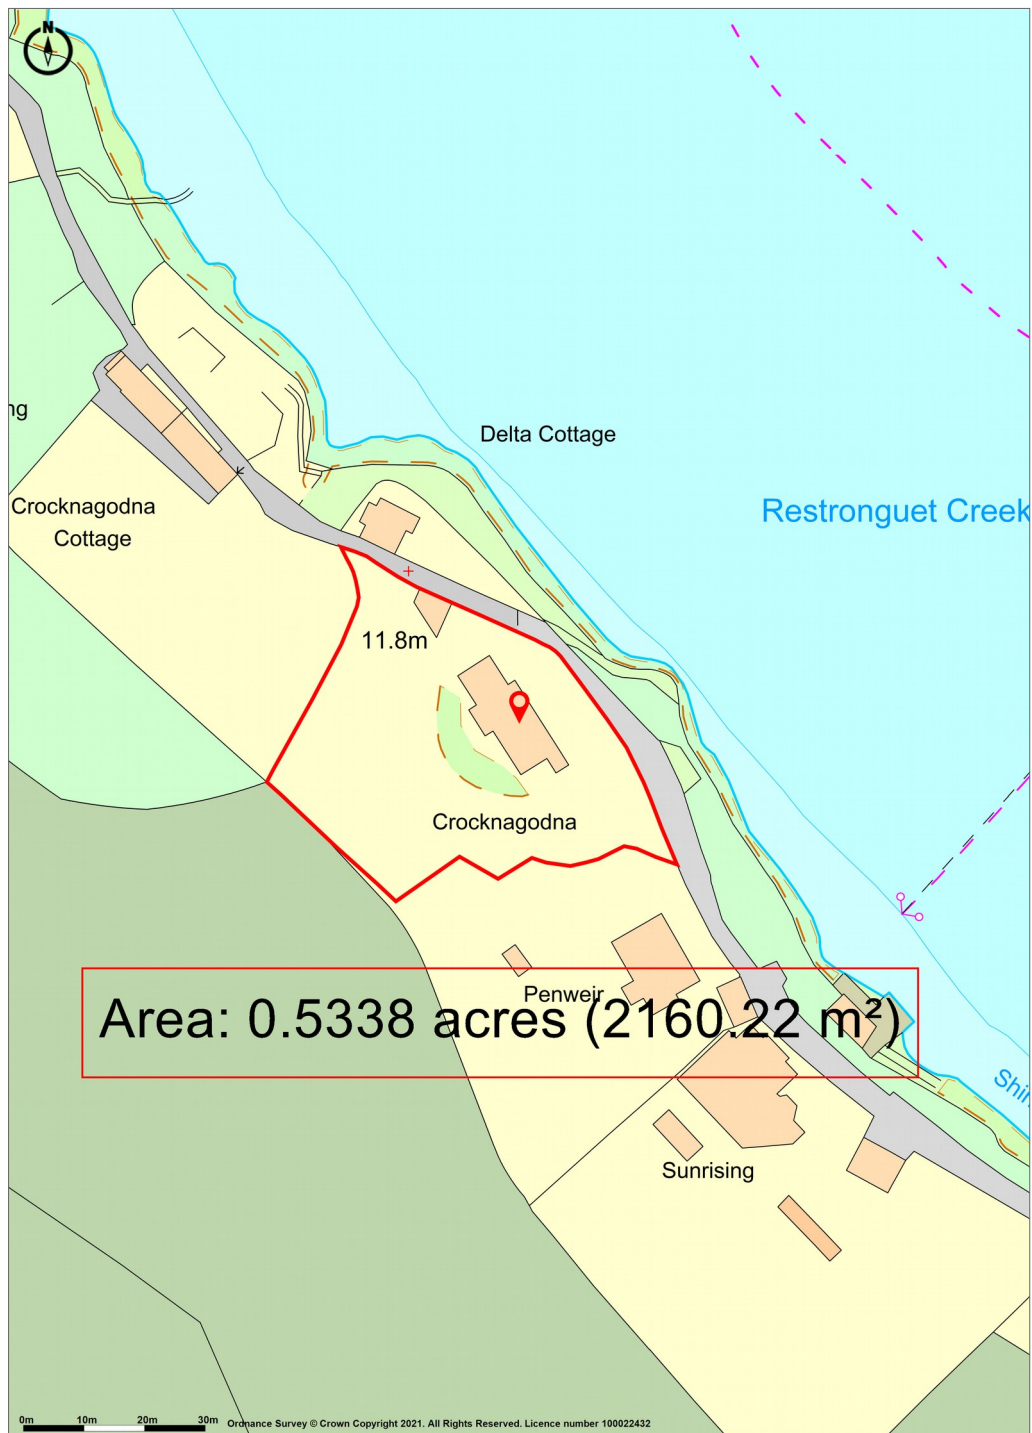 N
Delta Cottage
ng
Restronguet Creek
Crocknagodna
Cottage
11.8m
Crocknagodna
Penweir
Area: 0.5338 acres (2160.22 m²)
Shir
Sunrising
0m 10m 20m 30m
Ordnance Survey © Crown Copyright 2021. All Rights Reserved. Licence number 100022432